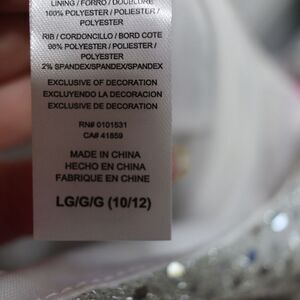 LINING / FORRO / DOUBLURE
100% POLYESTER / POLIESTER /
POLYESTER
RIB / CORDONCILLO / BORD COTE
98% POLYESTER / POLIESTER /
POLYESTER
2% SPANDEX/SPANDEX/SPANDEX
EXCLUSIVE OF DECORATION
EXCLUYENDO LA DECORACION
EXCLUSIVE DE DECORATION
RN# 0101531
CA# 41859
MADE IN CHINA
HECHO EN CHINA
FABRIQUE EN CHINE
LG/G/G (10/12)